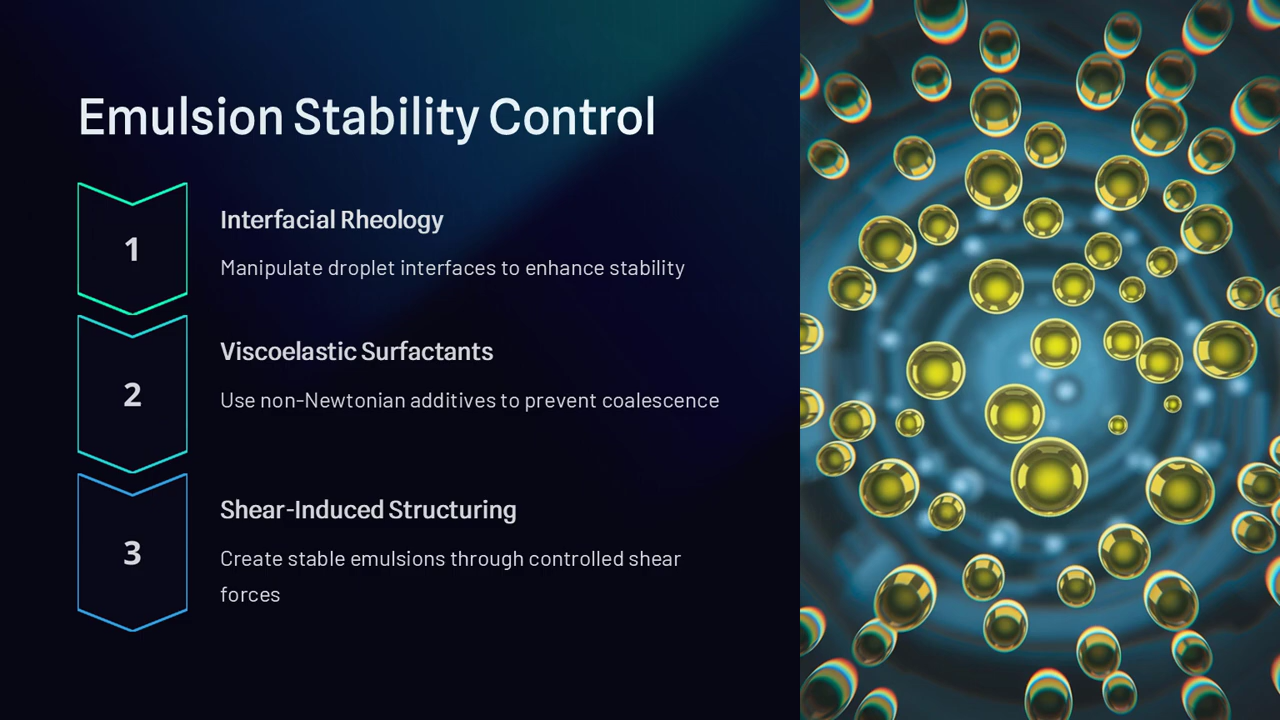 Emulsion Stability Control
1
Interfacial Rheology
Manipulate droplet interfaces to enhance stability
2
Viscoelastic Surfactants
Use non-Newtonian additives to prevent coalescence
3
Shear-Induced Structuring
Create stable emulsions through controlled shear
forces